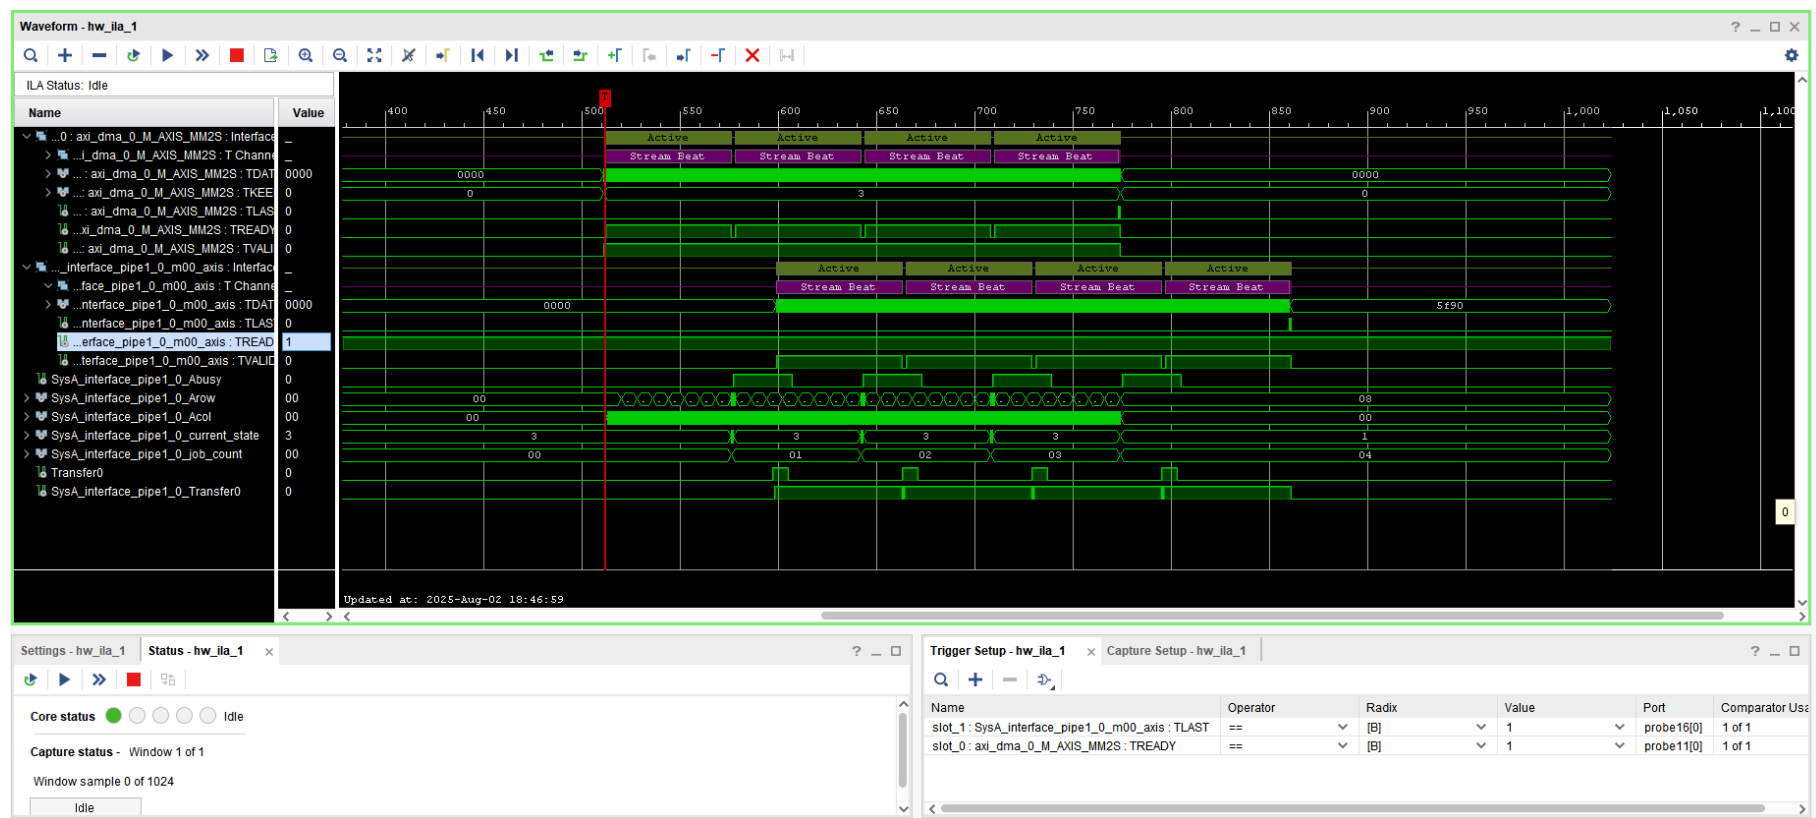 Waveform - hw_ila_1
ILA Status: Idle
Name Value
400 450 500 550 600 650 700 750 800 850 900 950 1,000 1,050 1,100
T
...0 : axi_dma_0_M_AXIS_MM2S : Interface _ Active Active Active Active
...i_dma_0_M_AXIS_MM2S : T Channe _ Stream Beat Stream Beat Stream Beat Stream Beat
... : axi_dma_0_M_AXIS_MM2S : TDAT 0000 0000 0000
...: axi_dma_0_M_AXIS_MM2S : TKEE 0 0 3 0
... : axi_dma_0_M_AXIS_MM2S : TLAS 0
...xi_dma_0_M_AXIS_MM2S : TREADY 0
...: axi_dma_0_M_AXIS_MM2S : TVALI 0
..._interface_pipe1_0_m00_axis : Interface _ Active Active Active Active
...face_pipe1_0_m00_axis : T Channe _ Stream Beat Stream Beat Stream Beat Stream Beat
...nterface_pipe1_0_m00_axis : TDAT 0000 0000 5f90
...nterface_pipe1_0_m00_axis : TLAS 0
...erface_pipe1_0_m00_axis : TREAD 1
...terface_pipe1_0_m00_axis : TVALID 0
SysA_interface_pipe1_0_Abusy 0
SysA_interface_pipe1_0_Arow 00 00 08
SysA_interface_pipe1_0_Acol 00 00 00
SysA_interface_pipe1_0_current_state 3 3 3 3 3 1
SysA_interface_pipe1_0_job_count 00 00 01 02 03 04
Transfer0 0
SysA_interface_pipe1_0_Transfer0 0
0
Updated at: 2025-Aug-02 18:46:59
Settings - hw_ila_1 Status - hw_ila_1
Core status Idle
Capture status - Window 1 of 1
Window sample 0 of 1024
Idle
Trigger Setup - hw_ila_1 Capture Setup - hw_ila_1
Name Operator Radix Value Port Comparator Usa
slot_1 : SysA_interface_pipe1_0_m00_axis : TLAST == [B] 1 probe16[0] 1 of 1
slot_0 : axi_dma_0_M_AXIS_MM2S : TREADY == [B] 1 probe11[0] 1 of 1